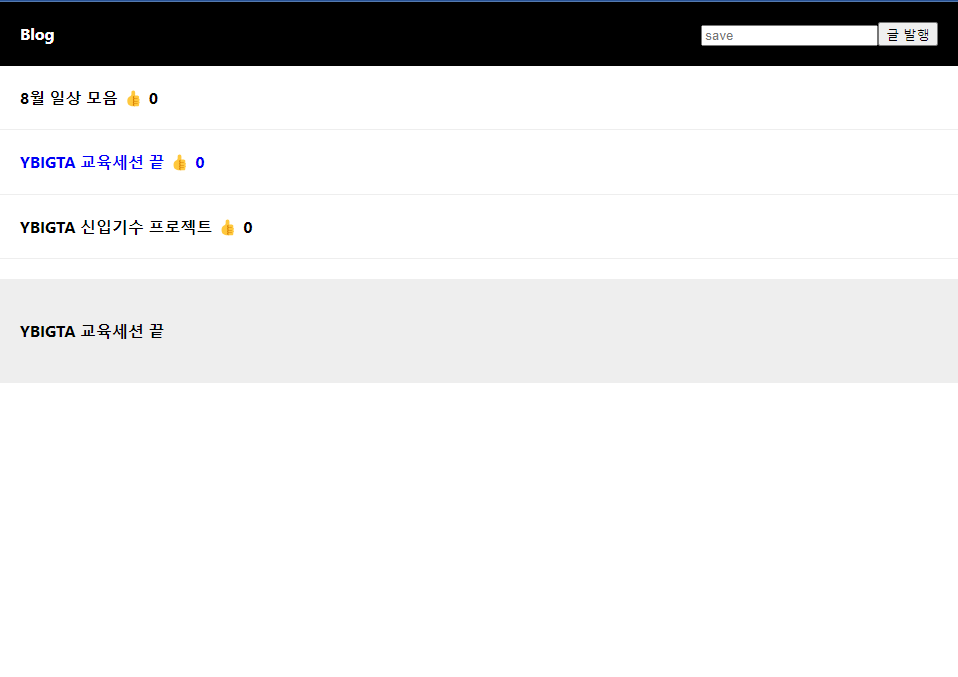 Blog
save 글 발행
8월 일상 모음 👍 0
YBIGTA 교육세션 끝 👍 0
YBIGTA 신입기수 프로젝트 👍 0
YBIGTA 교육세션 끝